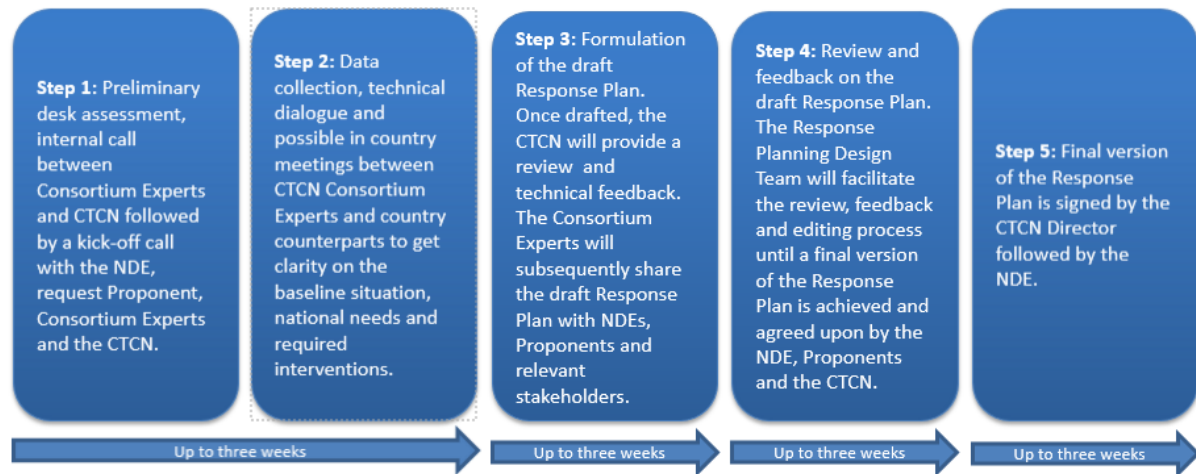 Step 1: Preliminary
desk assessment,
internal call
between
Consortium Experts
and CTCN followed
by a kick-off call
with the NDE,
request Proponent,
Consortium Experts
and the CTCN.
Step 2: Data
collection, technical
dialogue and
possible in country
meetings between
CTCN Consortium
Experts and country
counterparts to get
clarity on the
baseline situation,
national needs and
required
interventions.
Step 3: Formulation
of the draft
Response Plan.
Once drafted, the
CTCN will provide a
review and
technical feedback.
The Consortium
Experts will
subsequently share
the draft Response
Plan with NDEs,
Proponents and
relevant
stakeholders.
Step 4: Review and
feedback on the
draft Response Plan.
The Response
Planning Design
Team will facilitate
the review, feedback
and editing process
until a final version
of the Response
Plan is achieved and
agreed upon by the
NDE, Proponents
and the CTCN.
Step 5: Final version
of the Response
Plan is signed by the
CTCN Director
followed by the
NDE.
Up to three weeks
Up to three weeks
Up to three weeks
Up to three weeks